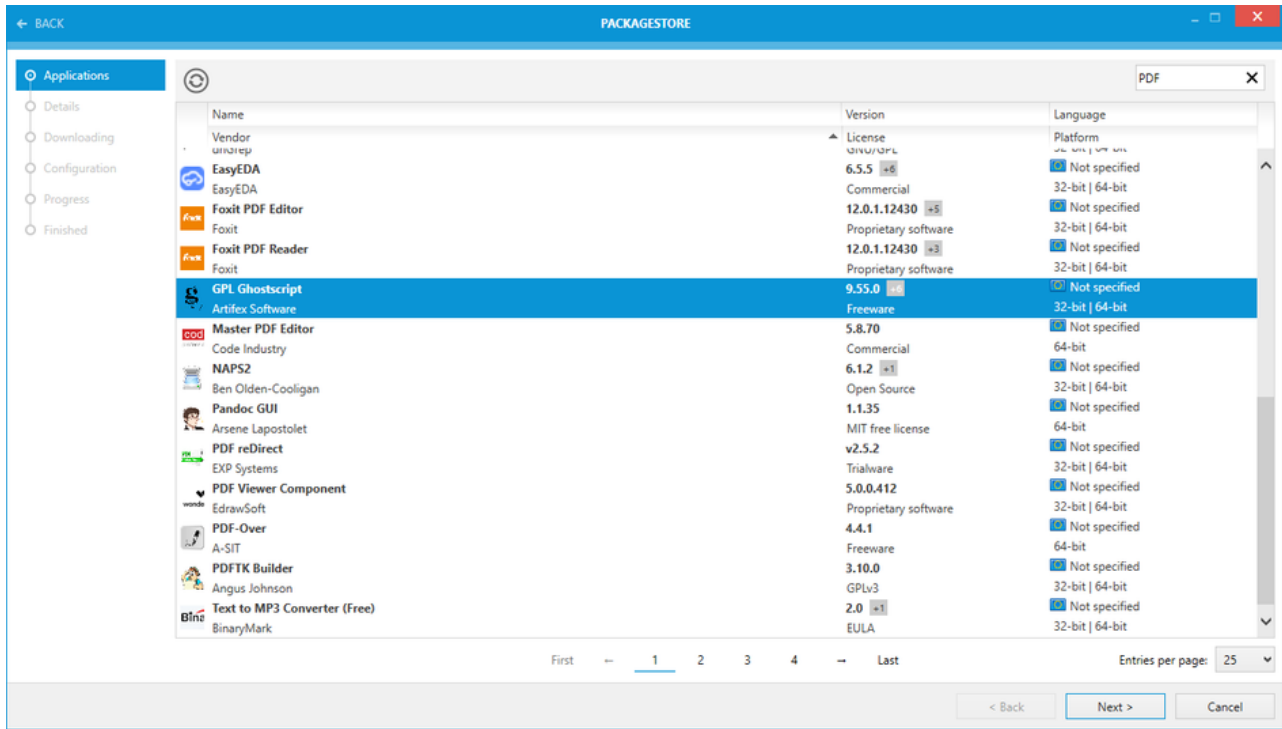 ← BACK
PACKAGESTORE
Applications
Details
Downloading
Configuration
Progress
Finished
PDF
Name Version Language
Vendor License Platform
ungrep GNU/GPL 32-bit | 64-bit
EasyEDA 6.5.5 +6 Not specified
EasyEDA Commercial 32-bit | 64-bit
Foxit PDF Editor 12.0.1.12430 +5 Not specified
Foxit Proprietary software 32-bit | 64-bit
Foxit PDF Reader 12.0.1.12430 +3 Not specified
Foxit Proprietary software 32-bit | 64-bit
GPL Ghostscript 9.55.0 +6 Not specified
Artifex Software Freeware 32-bit | 64-bit
Master PDF Editor 5.8.70 Not specified
Code Industry Commercial 64-bit
NAPS2 6.1.2 +1 Not specified
Ben Olden-Cooligan Open Source 32-bit | 64-bit
Pandoc GUI 1.1.35 Not specified
Arsene Lapostolet MIT free license 64-bit
PDF reDirect v2.5.2 Not specified
EXP Systems Trialware 32-bit | 64-bit
PDF Viewer Component 5.0.0.412 Not specified
EdrawSoft Proprietary software 32-bit | 64-bit
PDF-Over 4.4.1 Not specified
A-SIT Freeware 64-bit
PDFTK Builder 3.10.0 Not specified
Angus Johnson GPLv3 32-bit | 64-bit
Text to MP3 Converter (Free) 2.0 +1 Not specified
BinaryMark EULA 32-bit | 64-bit
First ← 1 2 3 4 → Last
Entries per page: 25
< Back Next > Cancel